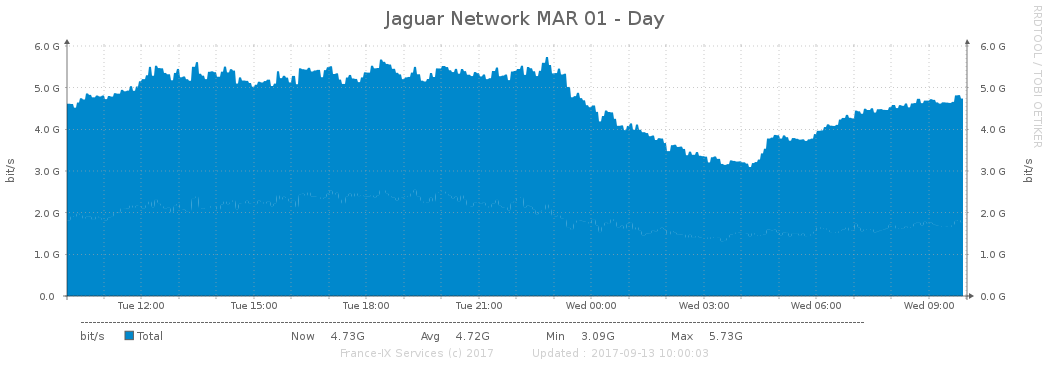 Jaguar Network MAR 01 - Day
RRDTOOL / TOBI OETIKER
6.0 G 6.0 G
5.0 G 5.0 G
4.0 G 4.0 G
3.0 G 3.0 G
2.0 G 2.0 G
1.0 G 1.0 G
0.0 0.0 G
bit/s bit/s
Tue 12:00 Tue 15:00 Tue 18:00 Tue 21:00 Wed 00:00 Wed 03:00 Wed 06:00 Wed 09:00
bit/s Total Now 4.73G Avg 4.72G Min 3.09G Max 5.73G
France-IX Services (c) 2017 Updated : 2017-09-13 10:00:03